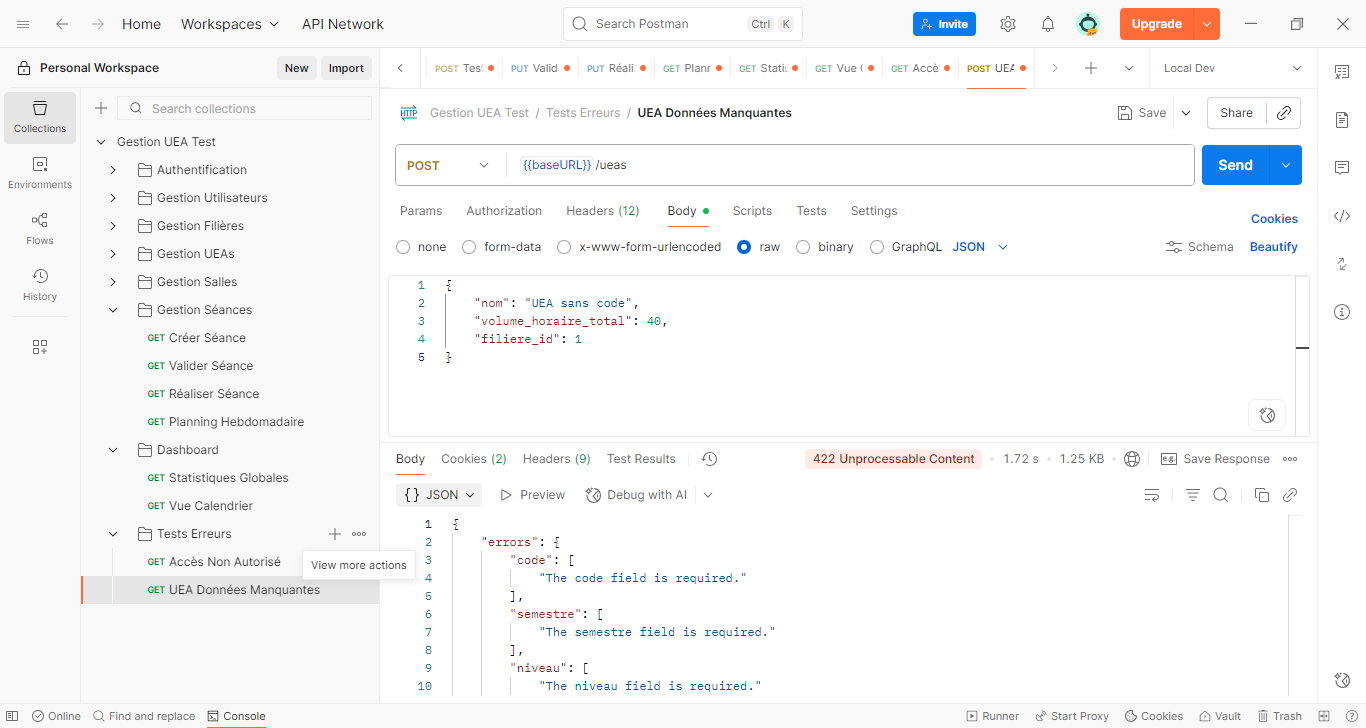 Home
Workspaces
API Network
Search Postman
Ctrl
K
Invite
Upgrade
Personal Workspace
New
Import
POST Tes
PUT Valid
PUT Réali
GET Plann
GET Statis
GET Vue
GET Accè
POST UEA
Local Dev
Collections
Environments
Flows
History
Search collections
Gestion UEA Test
Authentification
Gestion Utilisateurs
Gestion Filières
Gestion UEAs
Gestion Salles
Gestion Séances
GET Créer Séance
GET Valider Séance
GET Réaliser Séance
GET Planning Hebdomadaire
Dashboard
GET Statistiques Globales
GET Vue Calendrier
Tests Erreurs
GET Accès Non Autorisé
View more actions
GET UEA Données Manquantes
HTTP
Gestion UEA Test / Tests Erreurs / UEA Données Manquantes
Save
Share
POST
{{baseURL}} /ueas
Send
Params
Authorization
Headers (12)
Body
Scripts
Tests
Settings
Cookies
none
form-data
x-www-form-urlencoded
raw
binary
GraphQL
JSON
Schema
Beautify
1 {
2 "nom": "UEA sans code",
3 "volume_horaire_total": 40,
4 "filiere_id": 1
5 }
Body
Cookies (2)
Headers (9)
Test Results
422 Unprocessable Content
1.72 s
1.25 KB
e.g.
Save Response
{} JSON
Preview
Debug with AI
1 {
2 "errors": {
3 "code": [
4 "The code field is required."
5 ],
6 "semestre": [
7 "The semestre field is required."
8 ],
9 "niveau": [
10 "The niveau field is required."
Online
Find and replace
Console
Runner
Start Proxy
Cookies
Vault
Trash